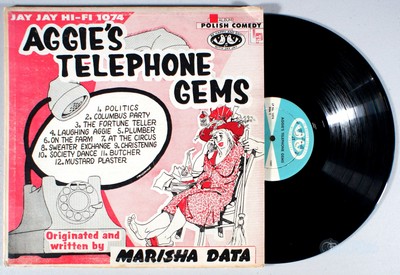 JAY JAY HI-FI 1074
POLISH COMEDY
AGGIE'S
TELEPHONE
GEMS
1. POLITICS
2. COLUMBUS PARTY
3. THE FORTUNE TELLER
4. LAUGHING AGGIE 5. PLUMBER
6. ON THE FARM 7. AT THE CIRCUS
8. SWEATER EXCHANGE 9. CHRISTENING
10. SOCIETY DANCE 11. BUTCHER
12. MUSTARD PLASTER
Originated and
written by
MARISHA DATA